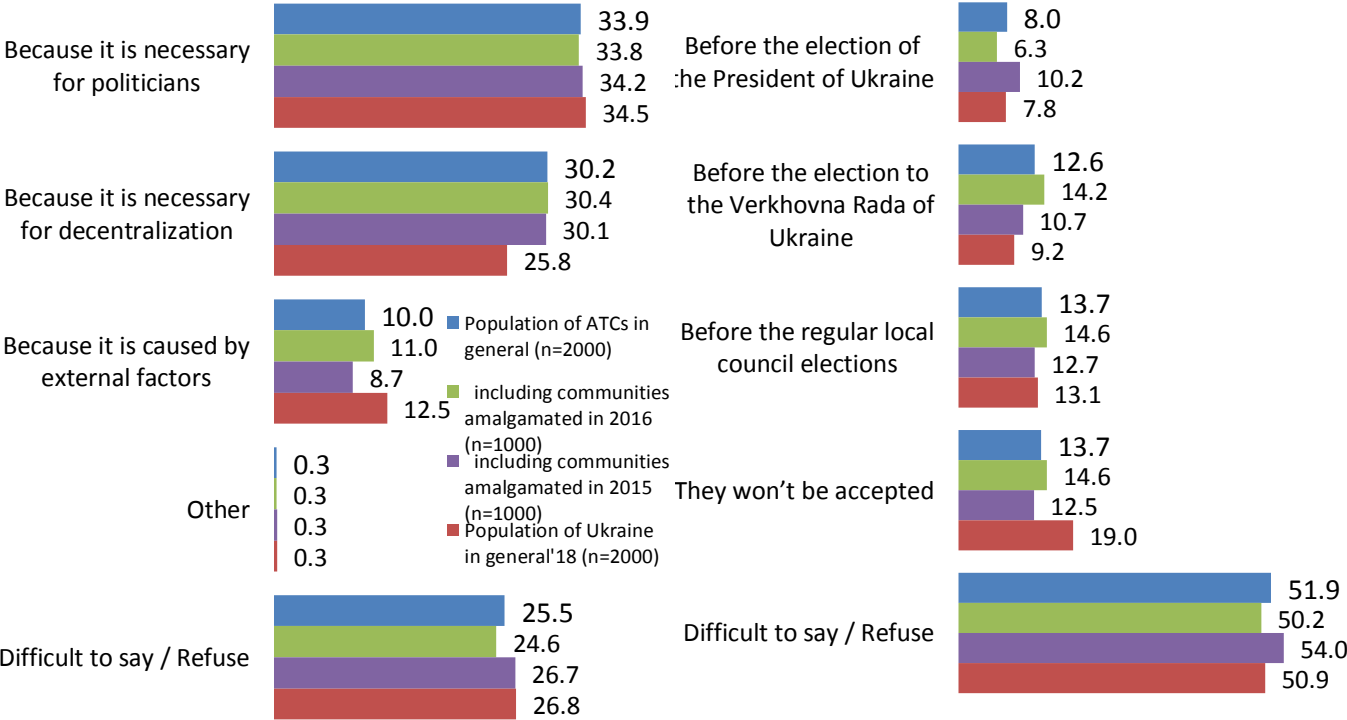 Because it is necessary
for politicians
33.9
33.8
34.2
34.5
Because it is necessary
for decentralization
30.2
30.4
30.1
25.8
Because it is caused by
external factors
10.0
11.0
8.7
12.5
Other
0.3
0.3
0.3
0.3
Difficult to say / Refuse
25.5
24.6
26.7
26.8
Population of ATCs in
general (n=2000)
including communities
amalgamated in 2016
(n=1000)
including communities
amalgamated in 2015
(n=1000)
Population of Ukraine
in general'18 (n=2000)
Before the election of
the President of Ukraine
8.0
6.3
10.2
7.8
Before the election to
the Verkhovna Rada of
Ukraine
12.6
14.2
10.7
9.2
Before the regular local
council elections
13.7
14.6
12.7
13.1
They won’t be accepted
13.7
14.6
12.5
19.0
Difficult to say / Refuse
51.9
50.2
54.0
50.9